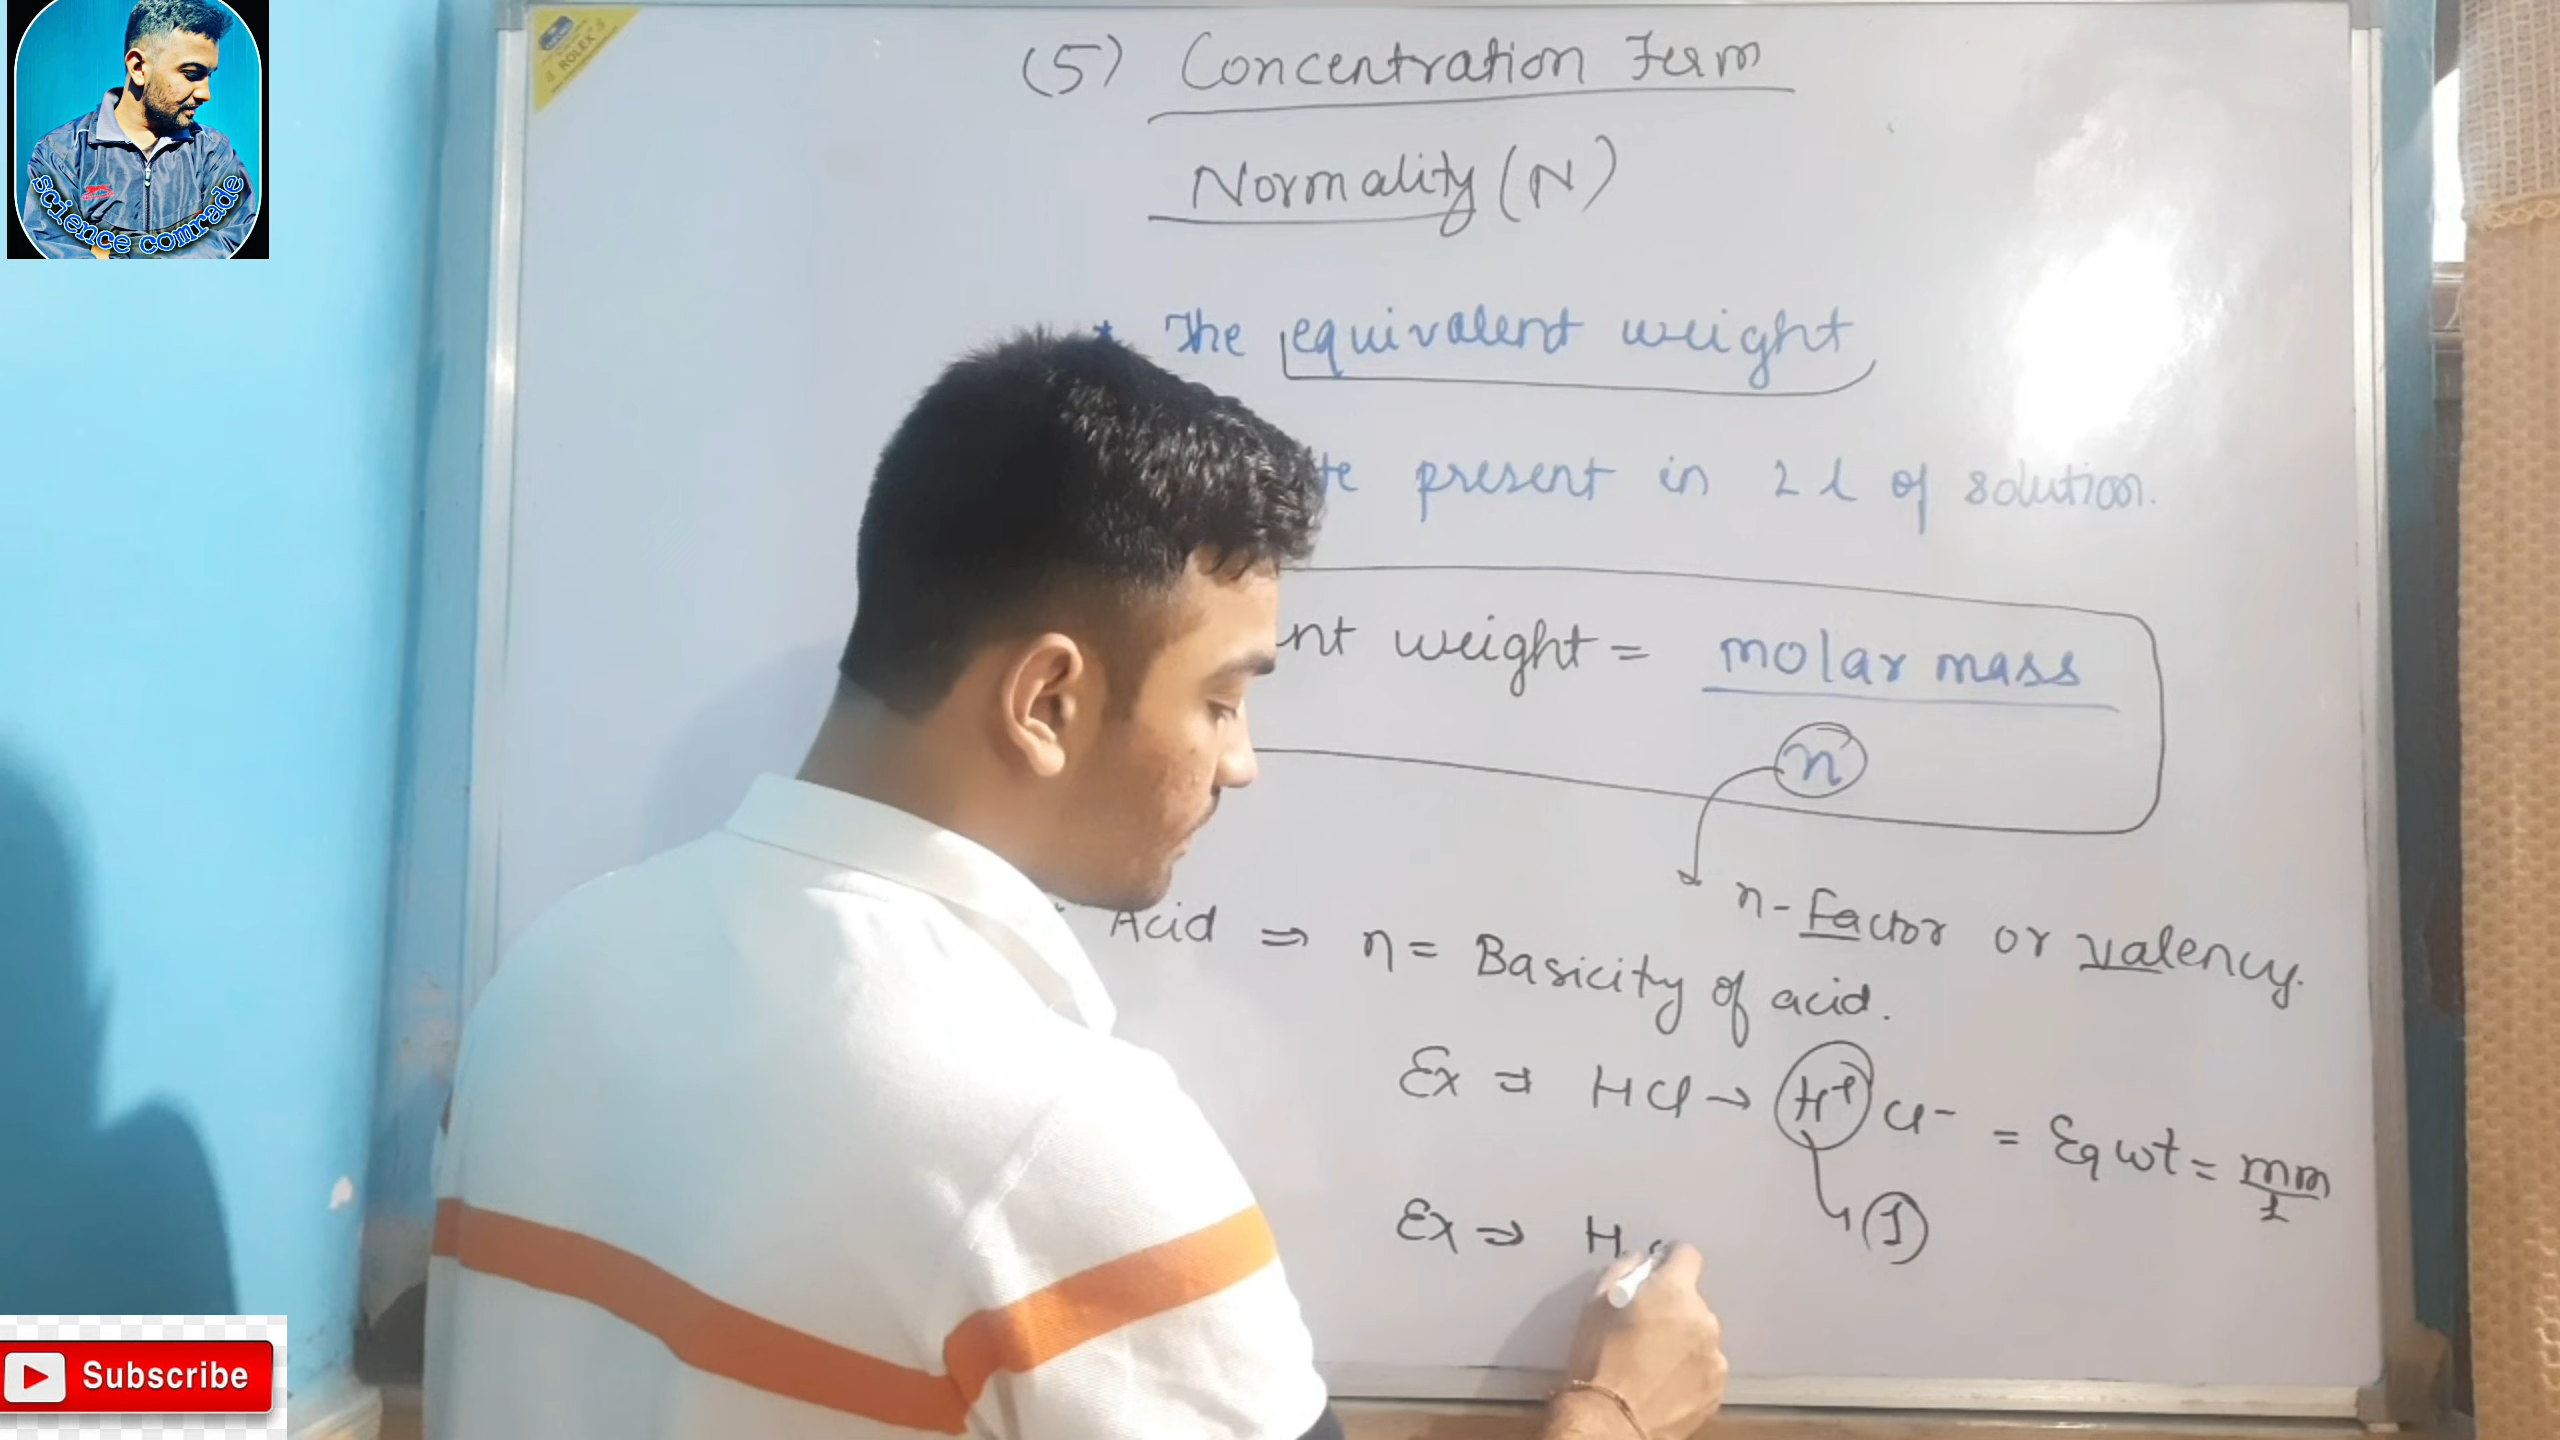 ROLEX
science comrade
(5) Concentration Term
Normality (N)
* The equivalent weight
te present in 1 l of solution.
nt weight = molar mass
n
n-Factor or valency.
Acid ⇒ n = Basicity of acid.
Ex ⇒ HCl → H+ Cl- = Eq wt = mm/1
(1)
Ex ⇒ H
Subscribe